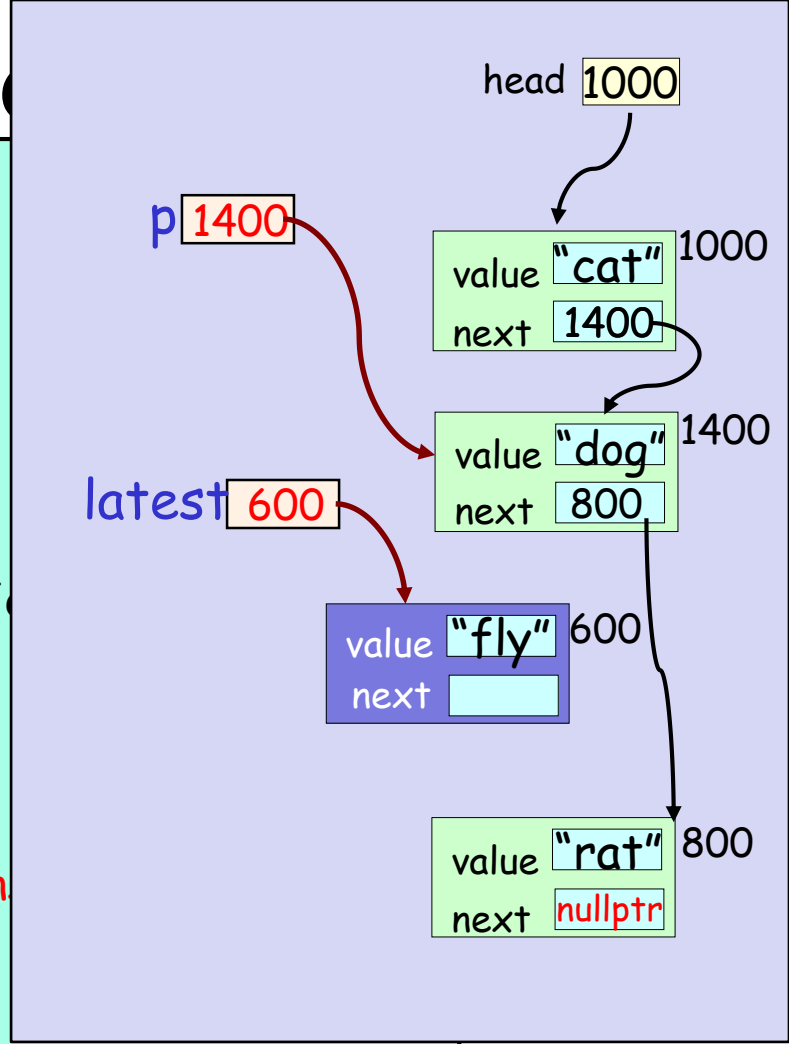 head 1000
p 1400
value "cat" 1000
next 1400
value "dog" 1400
next 800
latest 600
value "fly" 600
next
value "rat" 800
next nullptr